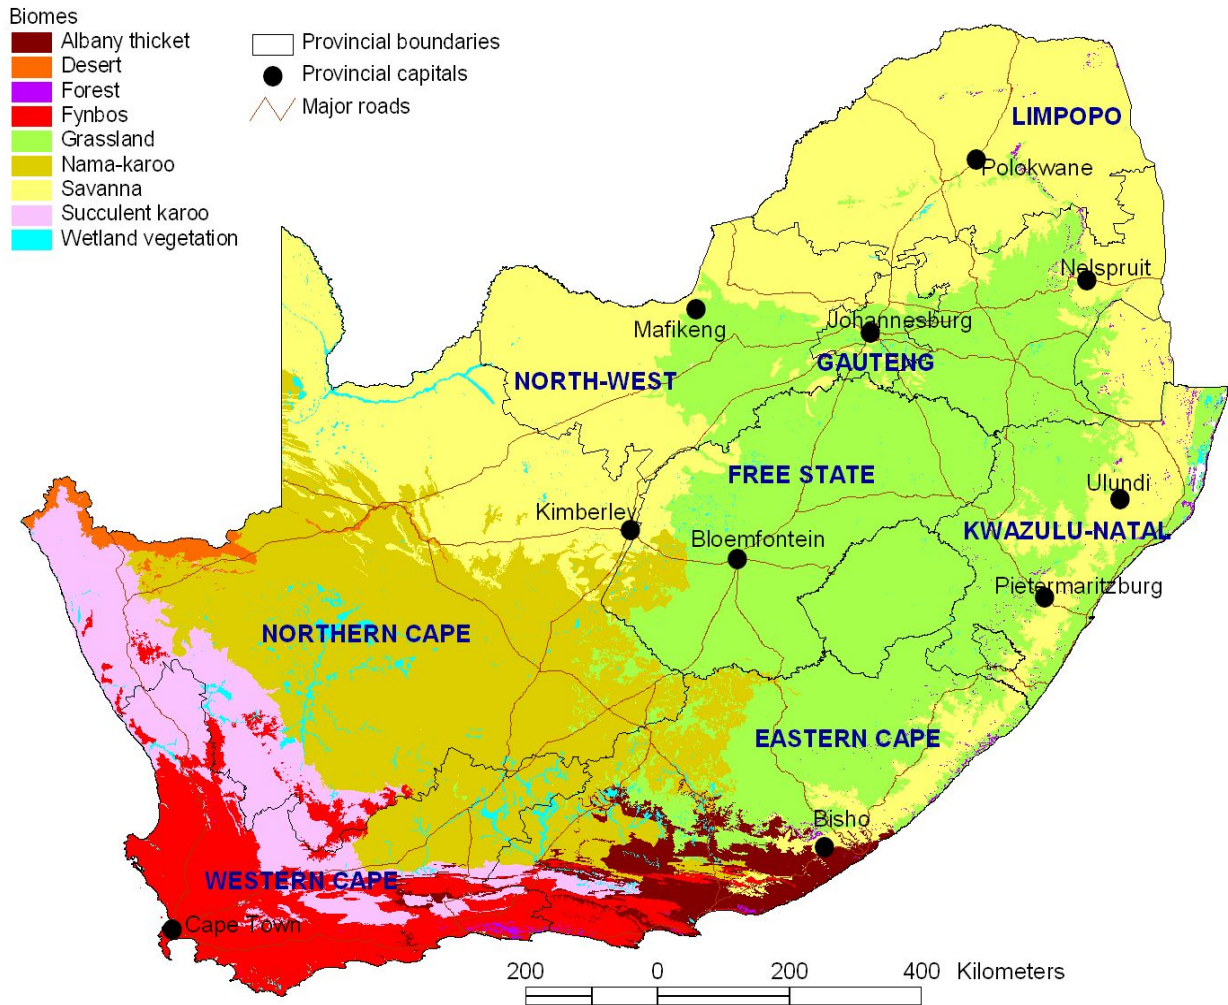 Biomes
Albany thicket
Desert
Forest
Fynbos
Grassland
Nama-karoo
Savanna
Succulent karoo
Wetland vegetation
Provincial boundaries
Provincial capitals
Major roads
LIMPOPO
Polokwane
Nelspruit
Mafikeng
Johannesburg
GAUTENG
NORTH-WEST
FREE STATE
Ulundi
Kimberley
KWAZULU-NATAL
Bloemfontein
Pietermaritzburg
NORTHERN CAPE
EASTERN CAPE
Bisho
WESTERN CAPE
Cape Town
200 0 200 400 Kilometers